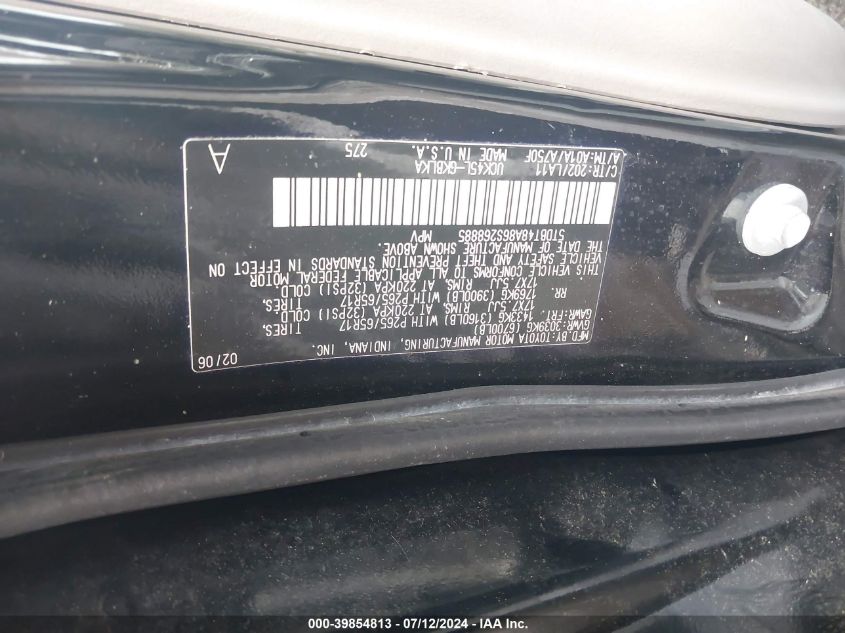 MFD.BY:TOYOTA MOTOR MANUFACTURING, INDIANA, INC. 02/06
GVWR:3039KG(6700LB)
GAWR:FRT. 1433KG(3160LB)WITH P265/65R17 TIRES,
17X7.5JJ RIMS, AT 220KPA(32PSI) COLD
RR. 1769KG(3900LB)WITH P265/65R17 TIRES,
17X7.5JJ RIMS, AT 220KPA(32PSI) COLD
THIS VEHICLE CONFORMS TO ALL APPLICABLE FEDERAL MOTOR
VEHICLE SAFETY AND THEFT PREVENTION STANDARDS IN EFFECT ON
THE DATE OF MANUFACTURE SHOWN ABOVE.
5TDBT48A86S268885 MPV
C/TR:202/LA11 UCK45L-GKBLKA 275 A
A/TM:A01A/A750F MADE IN U.S.A.
000-39854813 - 07/12/2024 - IAA Inc.